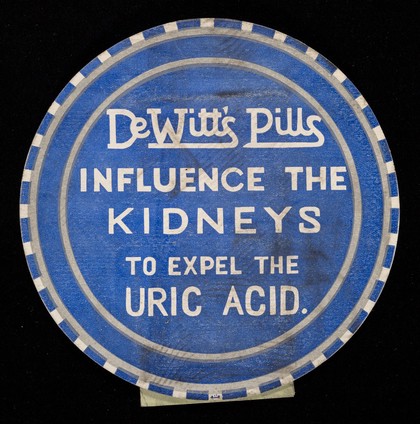 DeWitt's Pills
INFLUENCE THE
KIDNEYS
TO EXPEL THE
URIC ACID.